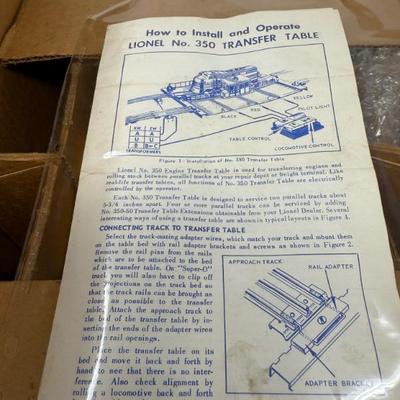 How to Install and Operate
LIONEL No. 350 TRANSFER TABLE
YELLOW
RED
BLACK
PILOT LIGHT
KW ZW
A A
U U
TRANSFORMERS
TABLE CONTROL
LOCOMOTIVE CONTROL
Figure 1—Installation of No. 350 Transfer Table
Lionel No. 350 Engine Transfer Table is used for transferring engines and
rolling stock between parallel tracks at your repair depot or freight terminal. Like
real-life transfer tables, all functions of No. 350 Transfer Table are electrically
controlled by the operator.
Each No. 350 Transfer Table is designed to service two parallel tracks about
5-3/4 inches apart. Four or more parallel tracks can be serviced by adding
No. 350-50 Transfer Table Extensions obtainable from your Lionel Dealer. Several
interesting ways of using a transfer table are shown in typical layouts in Figure 4.
CONNECTING TRACK TO TRANSFER TABLE
Select the track-mating adapter wires, which match your track and mount them
on the table bed with rail adapter brackets and screws as shown in Figure 2.
Remove the rail pins from the rails
which are to be attached to the bed
of the transfer table. On "Super-O"
track you will also have to clip off
the projections on the track bed so
that the track rails can be brought as
close as possible to the transfer
table. Attach the approach track
to the bed of the transfer table by in-
serting the ends of the adapter wires
into the rail openings.
Place the transfer table on its
bed and move it back and forth by
hand to see that there is no inter-
ference. Also check alignment by
rolling a locomotive back and forth
APPROACH TRACK
RAIL ADAPTER
ADAPTER BRACKET